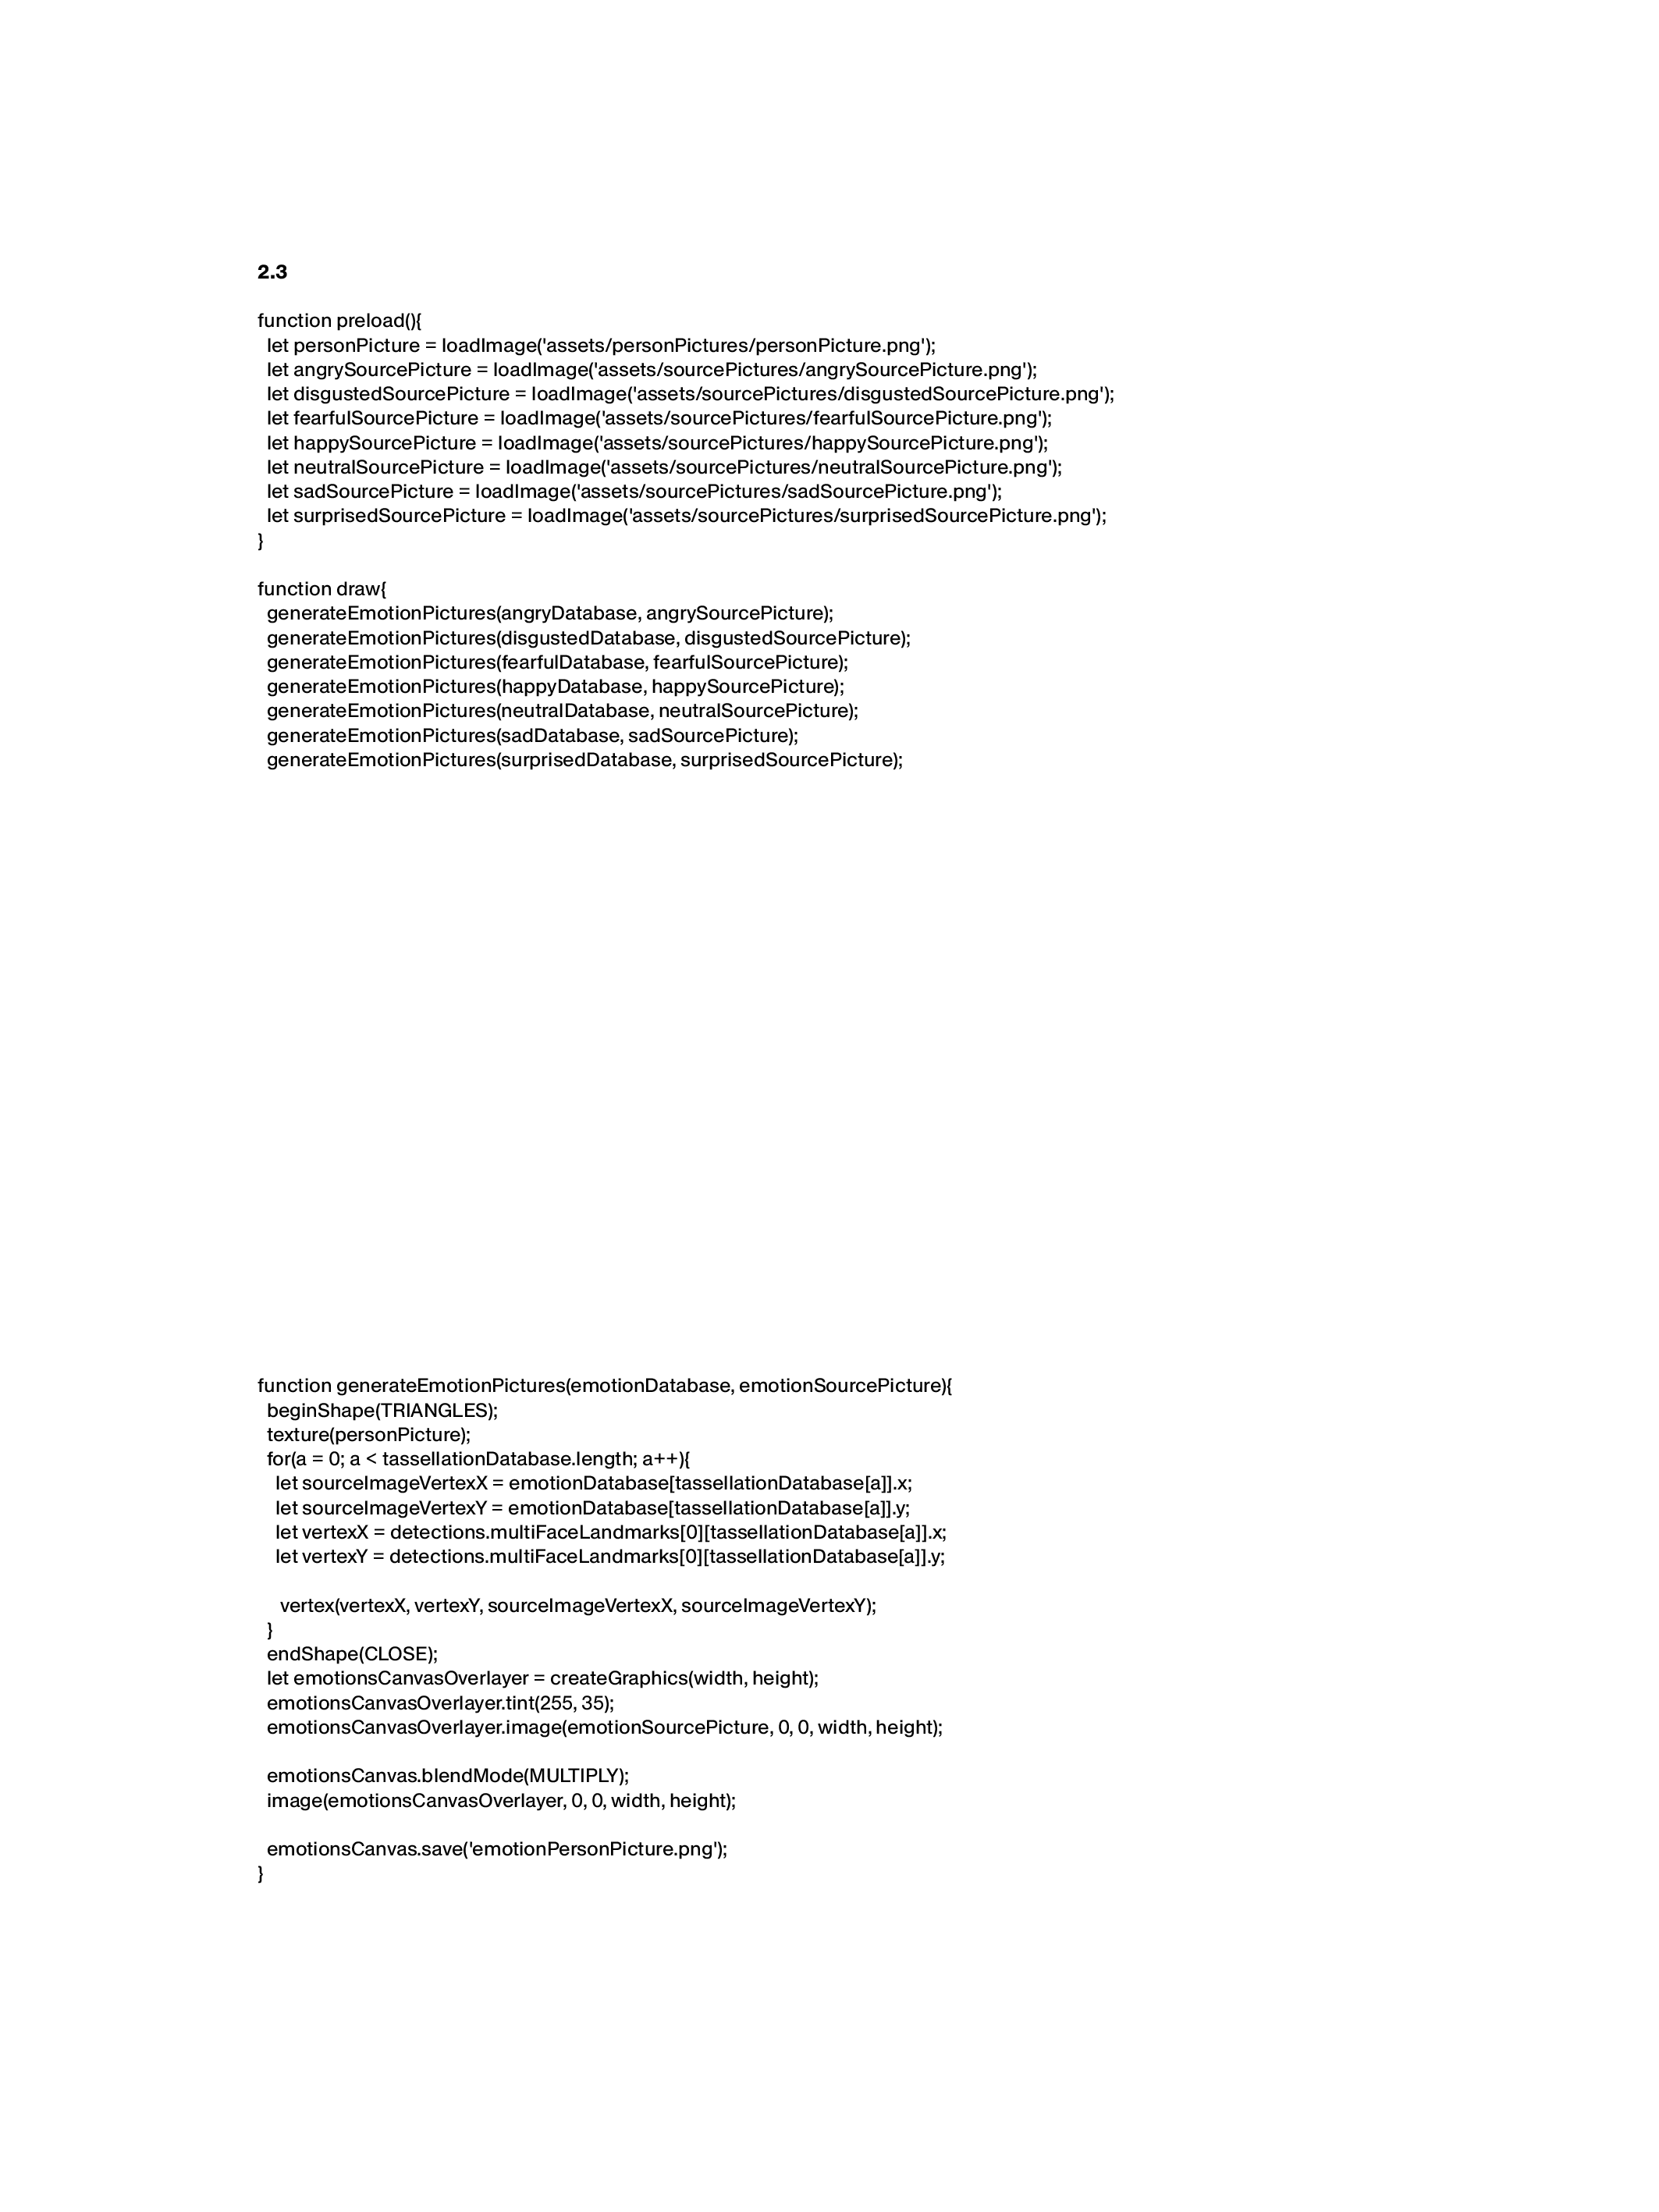 2.3
function preload(){
let personPicture = loadImage('assets/personPictures/personPicture.png');
let angrySourcePicture = loadImage('assets/sourcePictures/angrySourcePicture.png');
let disgustedSourcePicture = loadImage('assets/sourcePictures/disgustedSourcePicture.png');
let fearfulSourcePicture = loadImage('assets/sourcePictures/fearfulSourcePicture.png');
let happySourcePicture = loadImage('assets/sourcePictures/happySourcePicture.png');
let neutralSourcePicture = loadImage('assets/sourcePictures/neutralSourcePicture.png');
let sadSourcePicture = loadImage('assets/sourcePictures/sadSourcePicture.png');
let surprisedSourcePicture = loadImage('assets/sourcePictures/surprisedSourcePicture.png');
}
function draw{
generateEmotionPictures(angryDatabase, angrySourcePicture);
generateEmotionPictures(disgustedDatabase, disgustedSourcePicture);
generateEmotionPictures(fearfulDatabase, fearfulSourcePicture);
generateEmotionPictures(happyDatabase, happySourcePicture);
generateEmotionPictures(neutralDatabase, neutralSourcePicture);
generateEmotionPictures(sadDatabase, sadSourcePicture);
generateEmotionPictures(surprisedDatabase, surprisedSourcePicture);
function generateEmotionPictures(emotionDatabase, emotionSourcePicture){
beginShape(TRIANGLES);
texture(personPicture);
for(a = 0; a < tassellationDatabase.length; a++){
let sourceImageVertexX = emotionDatabase[tassellationDatabase[a]].x;
let sourceImageVertexY = emotionDatabase[tassellationDatabase[a]].y;
let vertexX = detections.multiFaceLandmarks[0][tassellationDatabase[a]].x;
let vertexY = detections.multiFaceLandmarks[0][tassellationDatabase[a]].y;
vertex(vertexX, vertexY, sourceImageVertexX, sourceImageVertexY);
}
endShape(CLOSE);
let emotionsCanvasOverlayer = createGraphics(width, height);
emotionsCanvasOverlayer.tint(255, 35);
emotionsCanvasOverlayer.image(emotionSourcePicture, 0, 0, width, height);
emotionsCanvas.blendMode(MULTIPLY);
image(emotionsCanvasOverlayer, 0, 0, width, height);
emotionsCanvas.save('emotionPersonPicture.png');
}